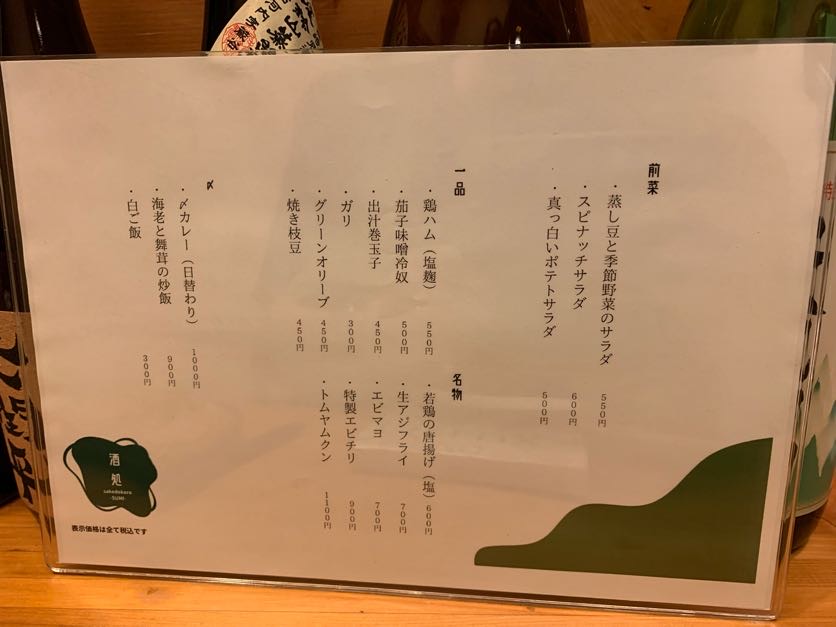 前菜
・蒸し豆と季節野菜のサラダ 550円
・スピナッチサラダ 600円
・真っ白いポテトサラダ 500円
一品
・鶏ハム（塩麹） 550円
・茄子味噌冷奴 500円
・出汁巻玉子 450円
・ガリ 300円
・グリーンオリーブ 450円
・焼き枝豆 450円
名物
・若鶏の唐揚げ（塩） 600円
・生アジフライ 700円
・エビマヨ 700円
・特製エビチリ 900円
・トムヤムクン 1100円
〆
・〆カレー（日替わり） 1000円
・海老と舞茸の炒飯 900円
・白ご飯 300円
酒処
sakedokoro
SUMI
表示価格は全て税込です